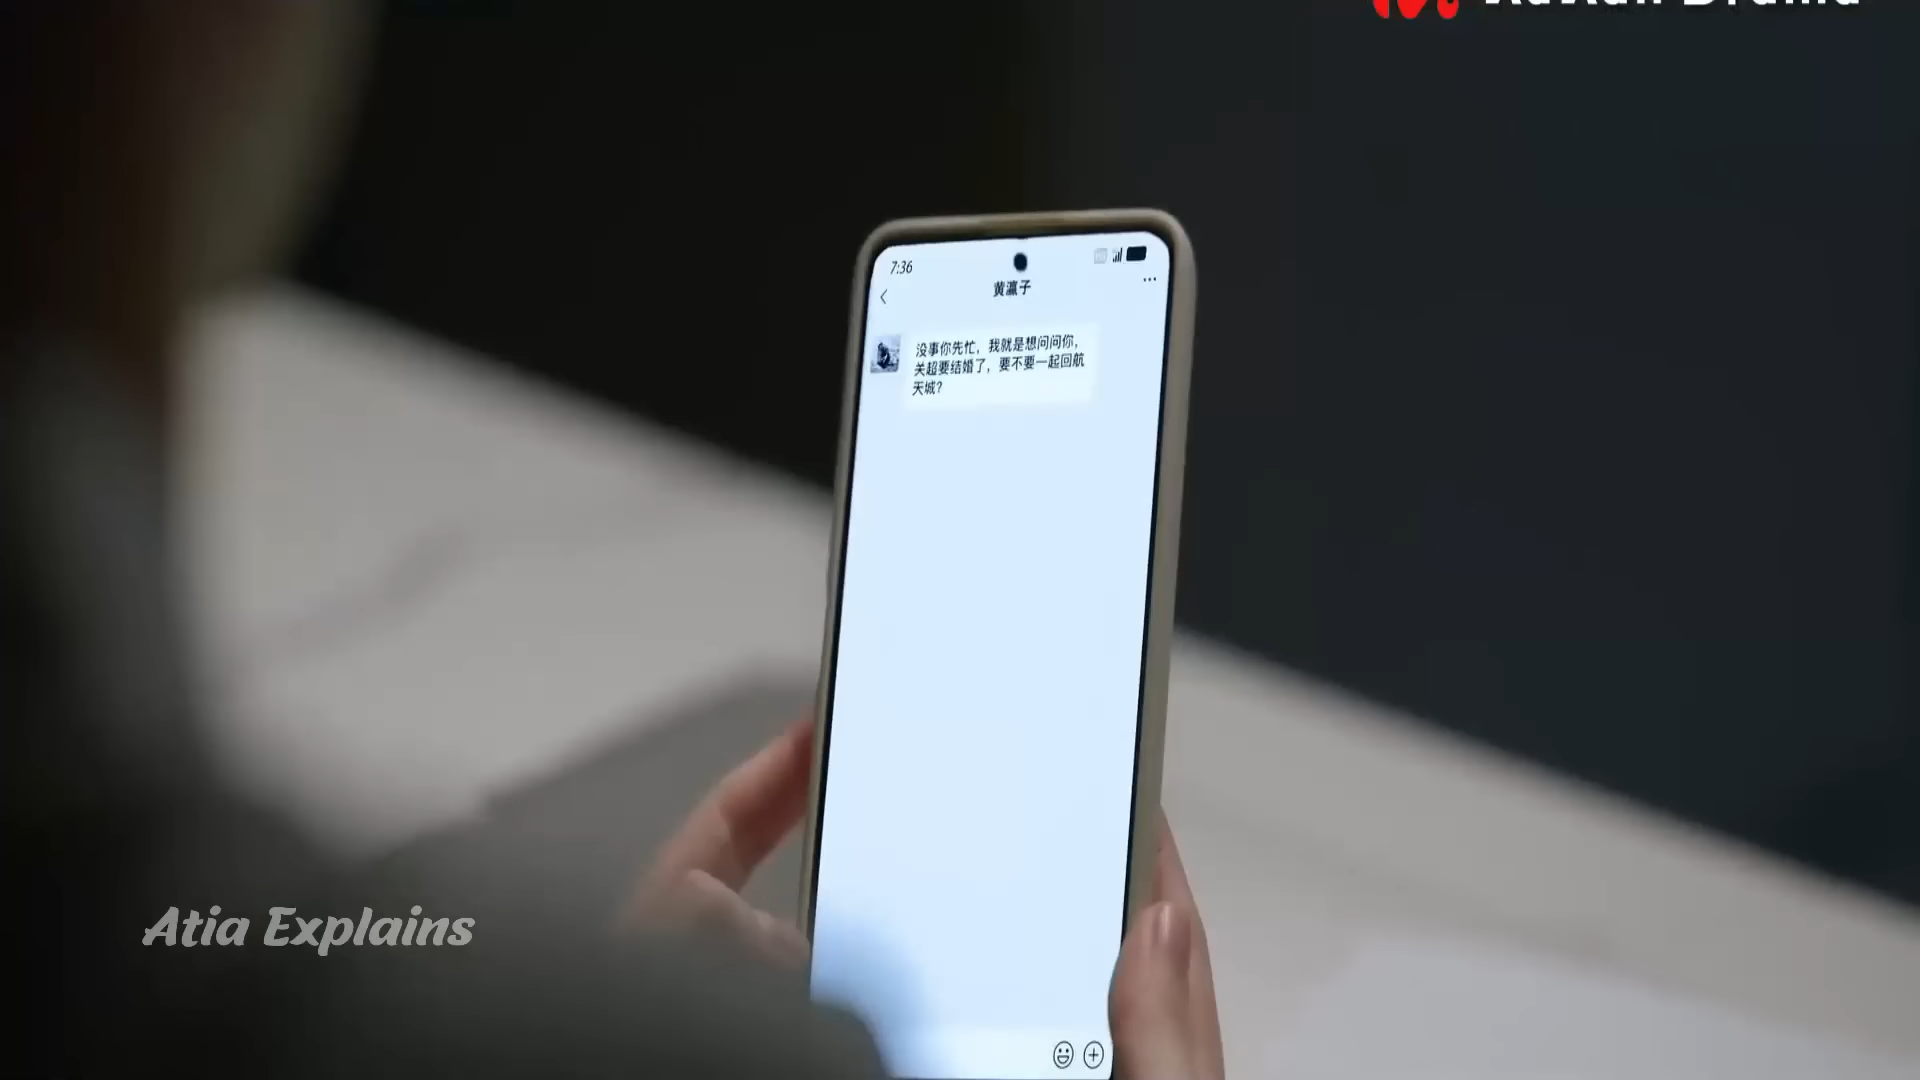 7:36
黄瀛子
没事你先忙，我就是想问问你，
关超要结婚了，要不要一起回航
天城？
Atia Explains